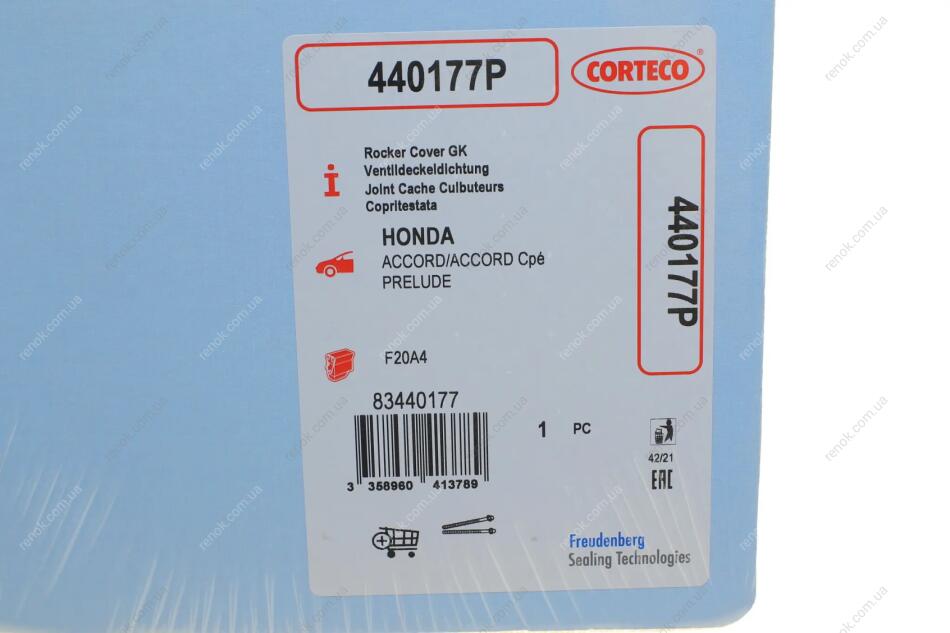 440177P
CORTECO®
Rocker Cover GK
Ventildeckeldichtung
Joint Cache Culbuteurs
Copritestata
HONDA
ACCORD/ACCORD Cpé
PRELUDE
440177P
F20A4
83440177
3 358960 413789
1 PC
42/21
EAC
Freudenberg
Sealing Technologies
renok.com.ua